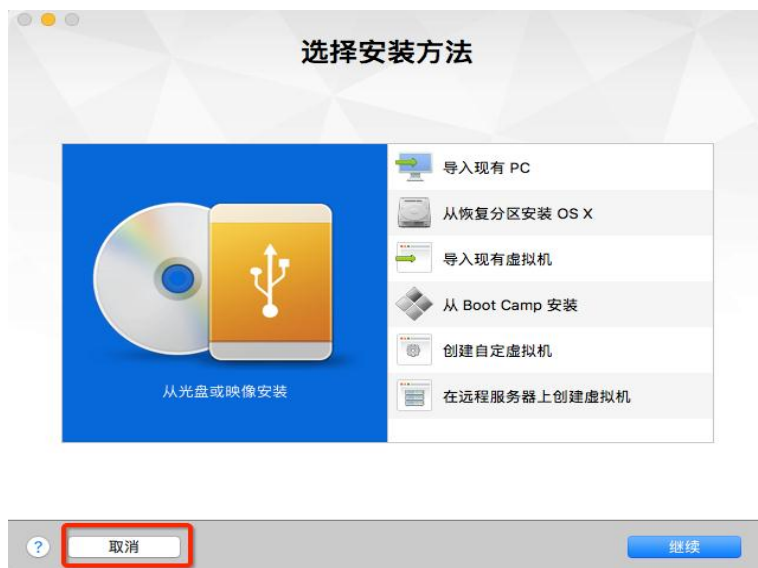 选择安装方法
从光盘或映像安装
导入现有 PC
从恢复分区安装 OS X
导入现有虚拟机
从 Boot Camp 安装
创建自定虚拟机
在远程服务器上创建虚拟机
?
取消
继续